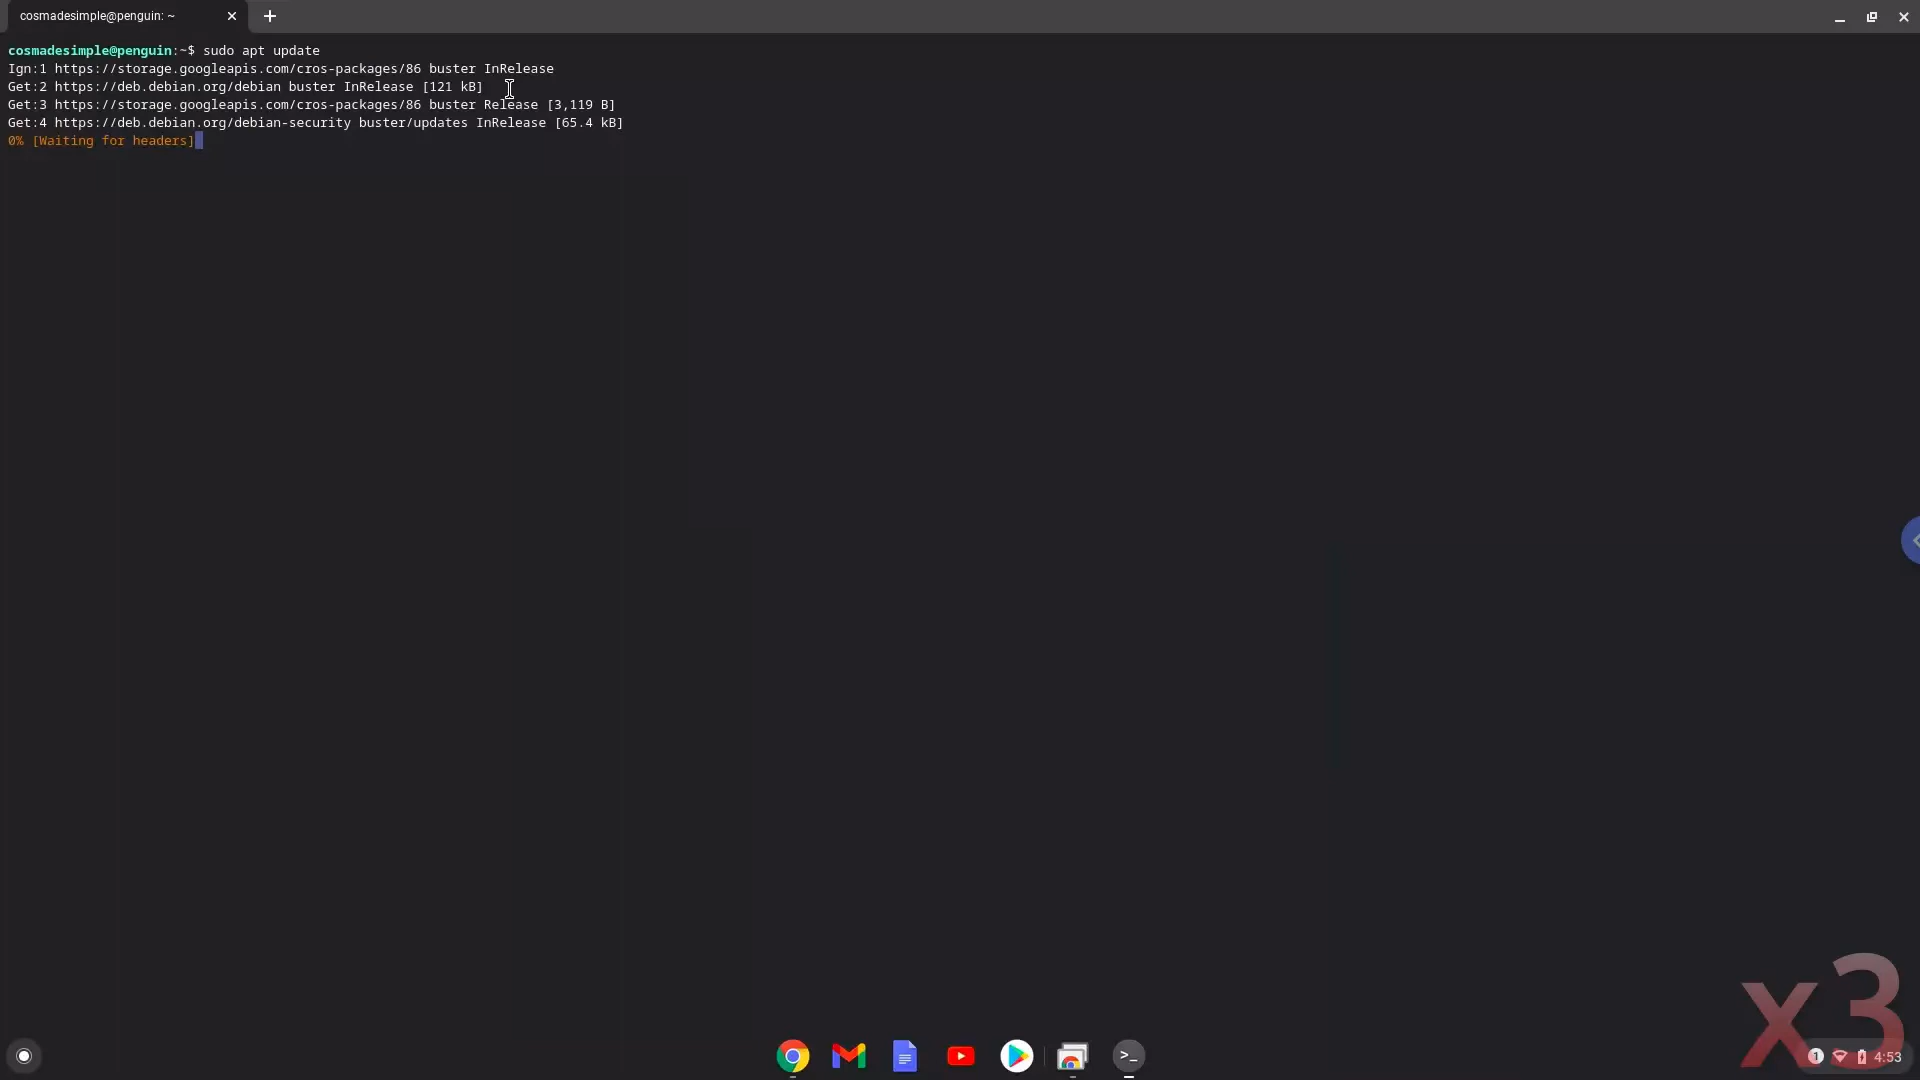 cosmadesimple@penguin: ~
cosmadesimple@penguin:~$ sudo apt update
Ign:1 https://storage.googleapis.com/cros-packages/86 buster InRelease
Get:2 https://deb.debian.org/debian buster InRelease [121 kB]
Get:3 https://storage.googleapis.com/cros-packages/86 buster Release [3,119 B]
Get:4 https://deb.debian.org/debian-security buster/updates InRelease [65.4 kB]
0% [Waiting for headers]
x3
1 4:53